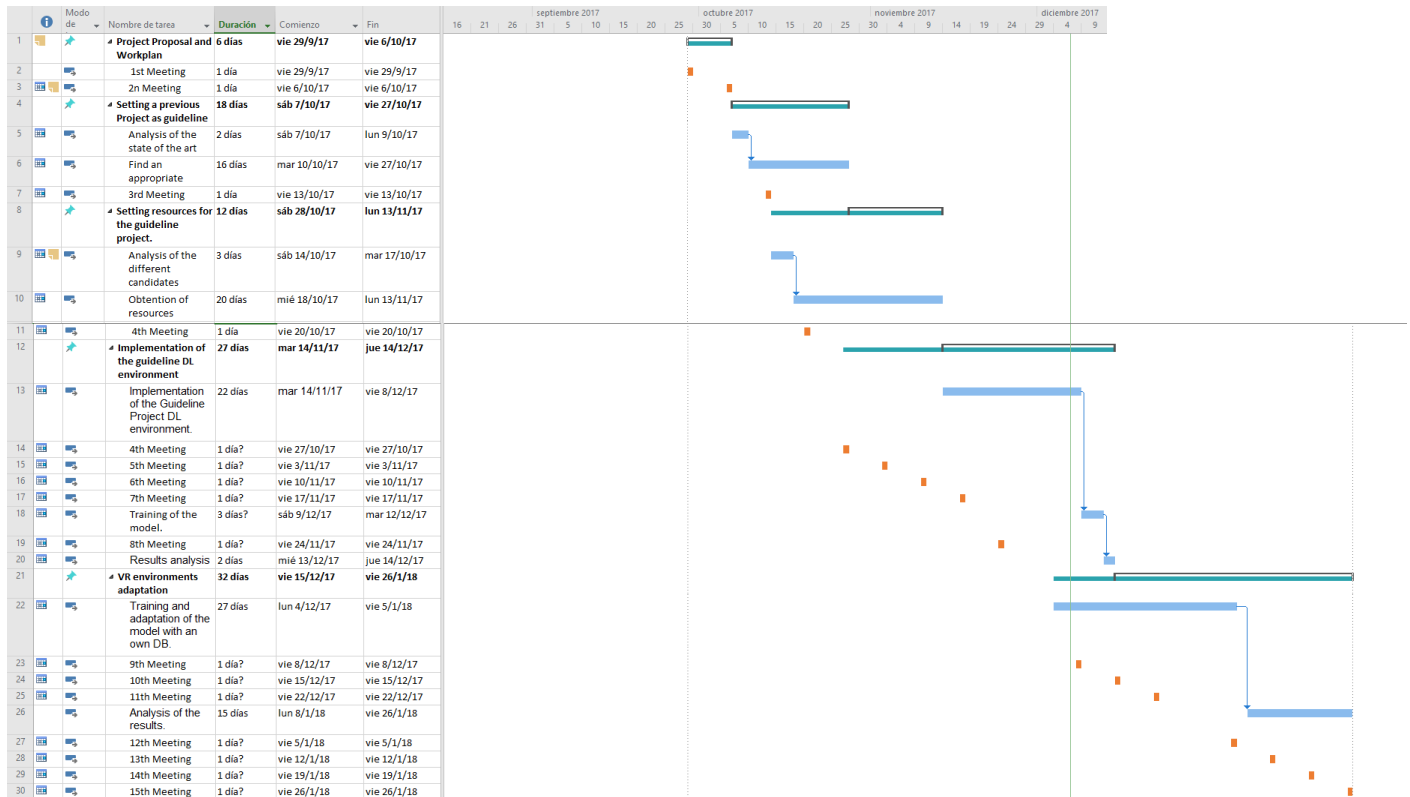 Modo de Nombre de tarea Duración Comienzo Fin
septiembre 2017 octubre 2017 noviembre 2017 diciembre 2017
16 21 26 31 5 10 15 20 25 30 5 10 15 20 25 30 4 9 14 19 24 29 4 9
1 Project Proposal and Workplan 6 días vie 29/9/17 vie 6/10/17
2 1st Meeting 1 día vie 29/9/17 vie 29/9/17
3 2n Meeting 1 día vie 6/10/17 vie 6/10/17
4 Setting a previous Project as guideline 18 días sáb 7/10/17 vie 27/10/17
5 Analysis of the state of the art 2 días sáb 7/10/17 lun 9/10/17
6 Find an appropriate 16 días mar 10/10/17 vie 27/10/17
7 3rd Meeting 1 día vie 13/10/17 vie 13/10/17
8 Setting resources for the guideline project. 12 días sáb 28/10/17 lun 13/11/17
9 Analysis of the different candidates 3 días sáb 14/10/17 mar 17/10/17
10 Obtention of resources 20 días mié 18/10/17 lun 13/11/17
11 4th Meeting 1 día vie 20/10/17 vie 20/10/17
12 Implementation of the guideline DL environment 27 días mar 14/11/17 jue 14/12/17
13 Implementation of the Guideline Project DL environment. 22 días mar 14/11/17 vie 8/12/17
14 4th Meeting 1 día? vie 27/10/17 vie 27/10/17
15 5th Meeting 1 día? vie 3/11/17 vie 3/11/17
16 6th Meeting 1 día? vie 10/11/17 vie 10/11/17
17 7th Meeting 1 día? vie 17/11/17 vie 17/11/17
18 Training of the model. 3 días? sáb 9/12/17 mar 12/12/17
19 8th Meeting 1 día? vie 24/11/17 vie 24/11/17
20 Results analysis 2 días mié 13/12/17 jue 14/12/17
21 VR environments adaptation 32 días vie 15/12/17 vie 26/1/18
22 Training and adaptation of the model with an own DB. 27 días lun 4/12/17 vie 5/1/18
23 9th Meeting 1 día? vie 8/12/17 vie 8/12/17
24 10th Meeting 1 día? vie 15/12/17 vie 15/12/17
25 11th Meeting 1 día? vie 22/12/17 vie 22/12/17
26 Analysis of the results. 15 días lun 8/1/18 vie 26/1/18
27 12th Meeting 1 día? vie 5/1/18 vie 5/1/18
28 13th Meeting 1 día? vie 12/1/18 vie 12/1/18
29 14th Meeting 1 día? vie 19/1/18 vie 19/1/18
30 15th Meeting 1 día? vie 26/1/18 vie 26/1/18